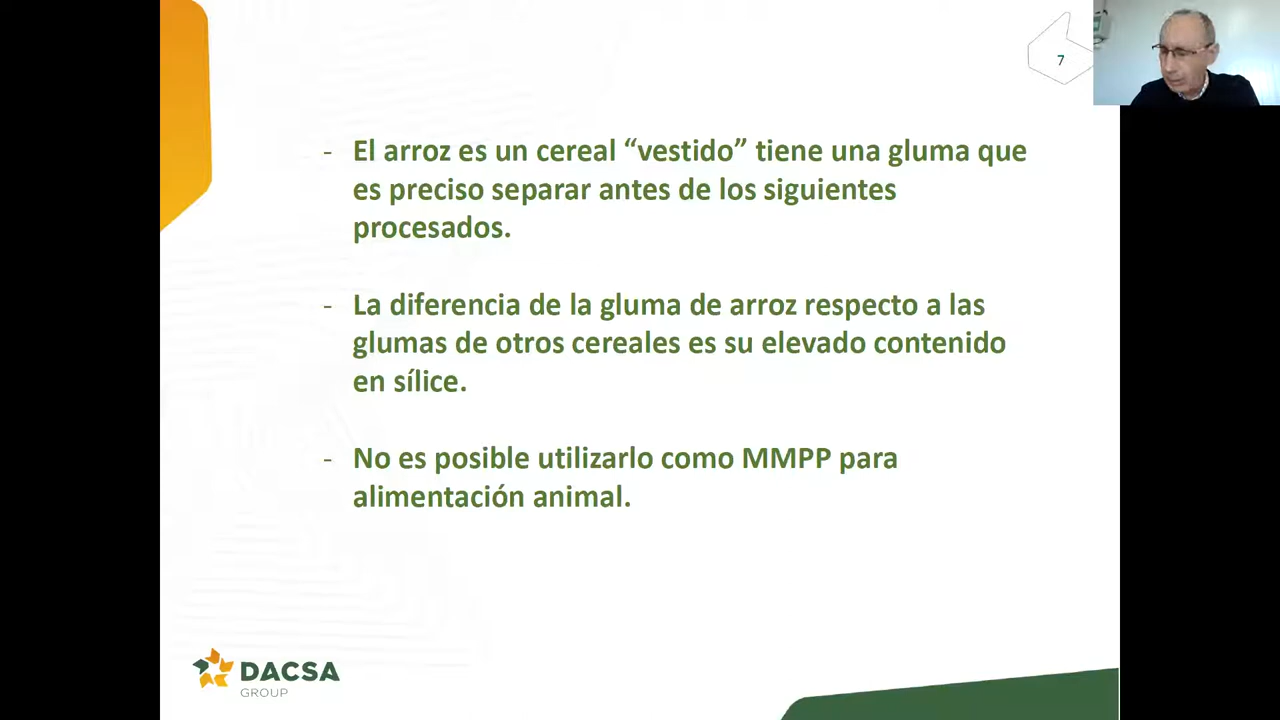 7
- El arroz es un cereal “vestido” tiene una gluma que
es preciso separar antes de los siguientes
procesados.
- La diferencia de la gluma de arroz respecto a las
glumas de otros cereales es su elevado contenido
en sílice.
- No es posible utilizarlo como MMPP para
alimentación animal.
DACSA
GROUP